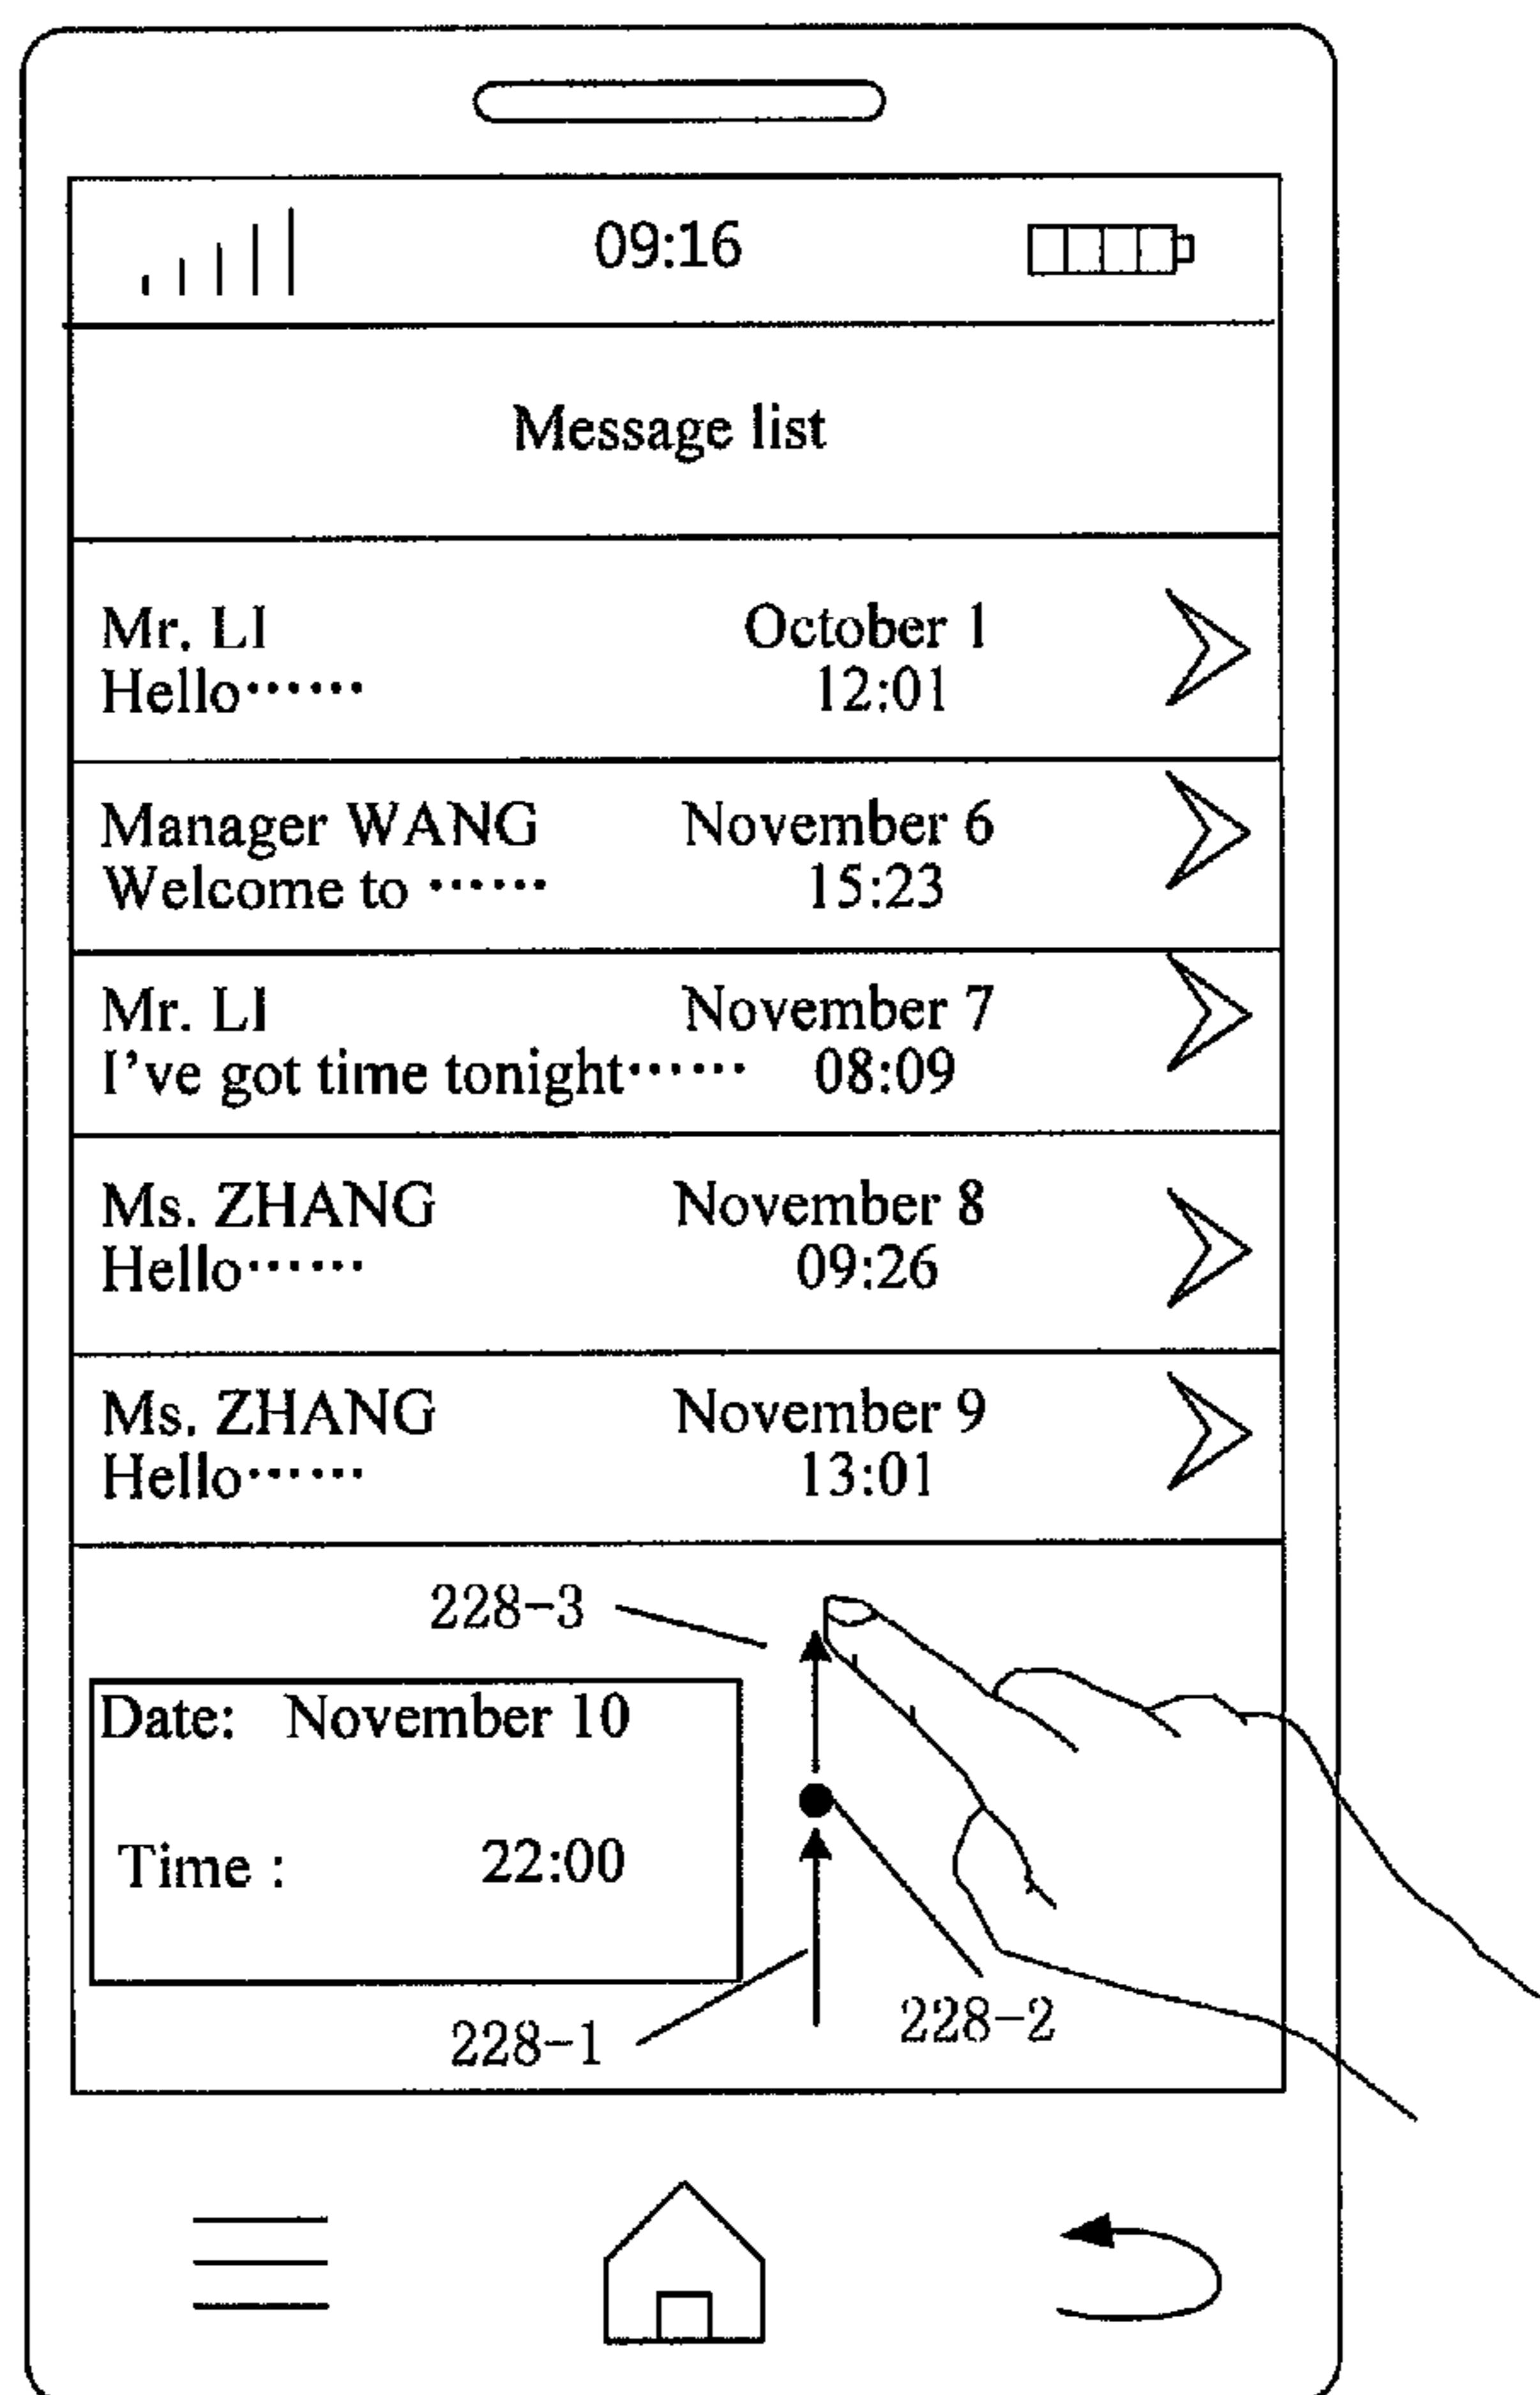 09:16
Message list
Mr. LI October 1
Hello…… 12:01
Manager WANG November 6
Welcome to …… 15:23
Mr. LI November 7
I’ve got time tonight…… 08:09
Ms. ZHANG November 8
Hello…… 09:26
Ms. ZHANG November 9
Hello…… 13:01
228-3
Date: November 10
Time : 22:00
228-2
228-1